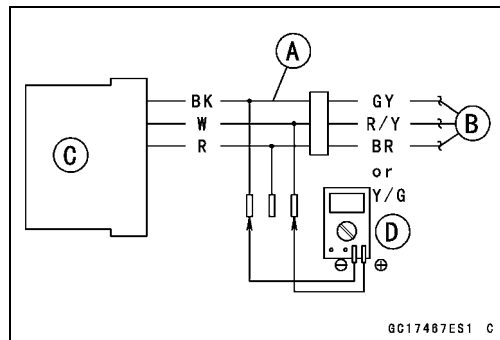 A
BK GY
W R/Y B
C R BR
or
Y/G
D
⊖ ⊕
GC17467ES1 C